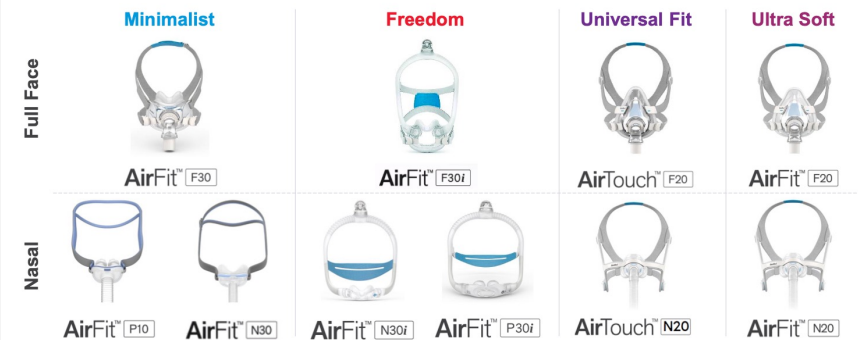 Minimalist Freedom Universal Fit Ultra Soft
Full Face
AirFit™ F30 AirFit™ F30i AirTouch™ F20 AirFit™ F20
Nasal
AirFit™ P10 AirFit™ N30 AirFit™ N30i AirFit™ P30i AirTouch™ N20 AirFit™ N20